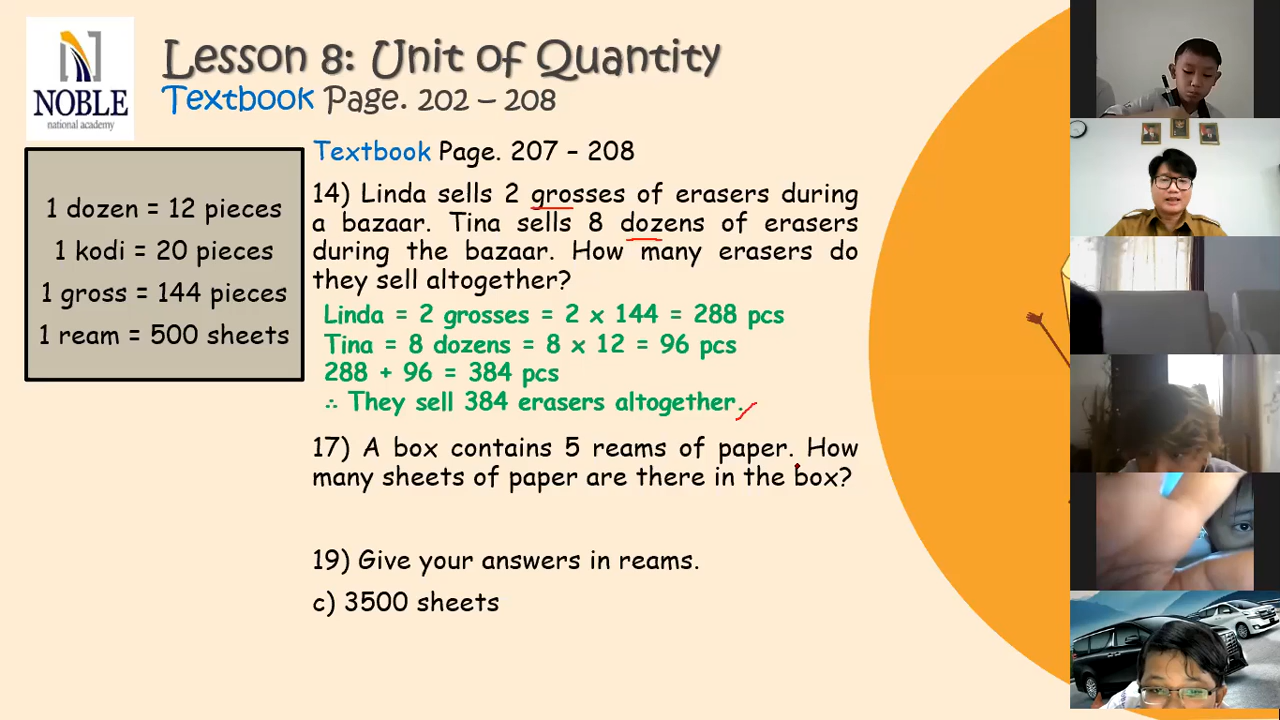 Lesson 8: Unit of Quantity
Textbook Page. 202 – 208
NOBLE
national academy
1 dozen = 12 pieces
1 kodi = 20 pieces
1 gross = 144 pieces
1 ream = 500 sheets
Textbook Page. 207 – 208
14) Linda sells 2 grosses of erasers during
a bazaar. Tina sells 8 dozens of erasers
during the bazaar. How many erasers do
they sell altogether?
Linda = 2 grosses = 2 x 144 = 288 pcs
Tina = 8 dozens = 8 x 12 = 96 pcs
288 + 96 = 384 pcs
∴ They sell 384 erasers altogether.
17) A box contains 5 reams of paper. How
many sheets of paper are there in the box?
19) Give your answers in reams.
c) 3500 sheets